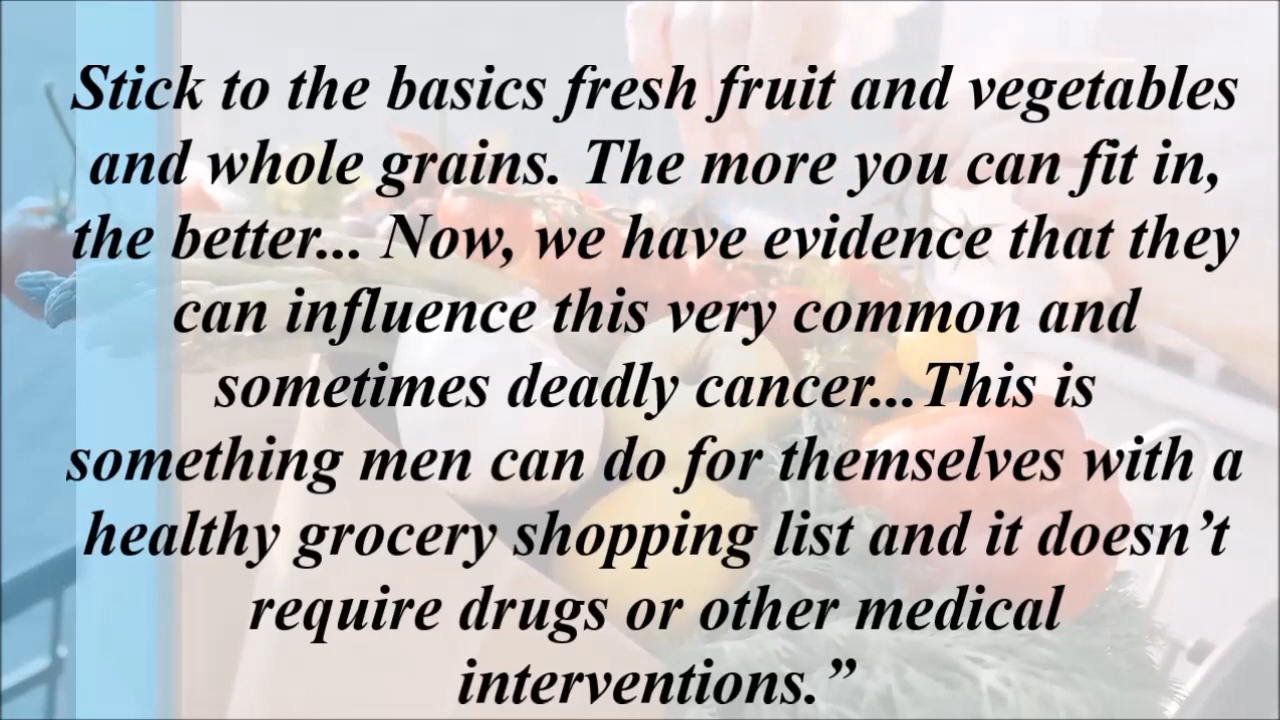 Stick to the basics fresh fruit and vegetables
and whole grains. The more you can fit in,
the better... Now, we have evidence that they
can influence this very common and
sometimes deadly cancer...This is
something men can do for themselves with a
healthy grocery shopping list and it doesn’t
require drugs or other medical
interventions.”